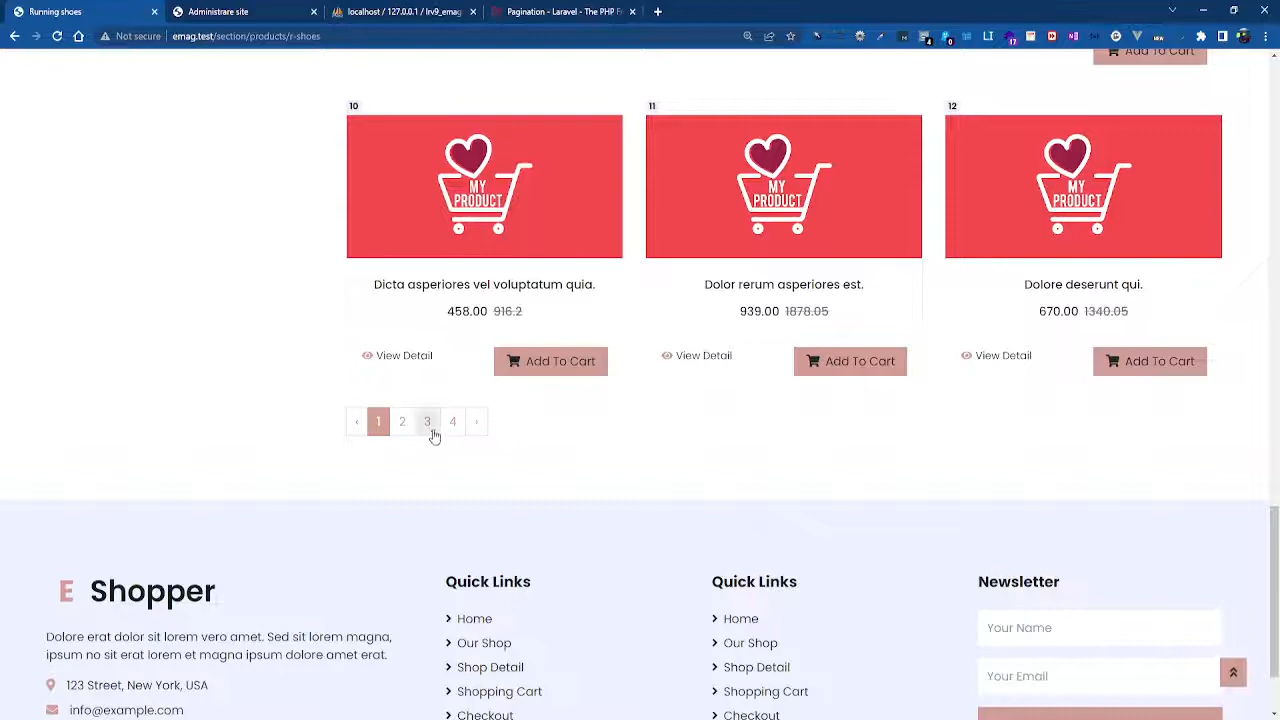 Running shoes
Administrare site
localhost / 127.0.0.1 / lrv9_emag
Pagination - Laravel - The PHP F
Not secure
emag.test/section/products/r-shoes
Add To Cart
10
11
12
MY PRODUCT
MY PRODUCT
MY PRODUCT
Dicta asperiores vel voluptatum quia.
Dolor rerum asperiores est.
Dolore deserunt qui.
458.00 916.2
939.00 1878.05
670.00 1340.05
View Detail
Add To Cart
View Detail
Add To Cart
View Detail
Add To Cart
‹ 1 2 3 4 ›
E Shopper
Dolore erat dolor sit lorem vero amet. Sed sit lorem magna,
ipsum no sit erat lorem et magna ipsum dolore amet erat.
123 Street, New York, USA
info@example.com
Quick Links
Home
Our Shop
Shop Detail
Shopping Cart
Checkout
Quick Links
Home
Our Shop
Shop Detail
Shopping Cart
Checkout
Newsletter
Your Name
Your Email